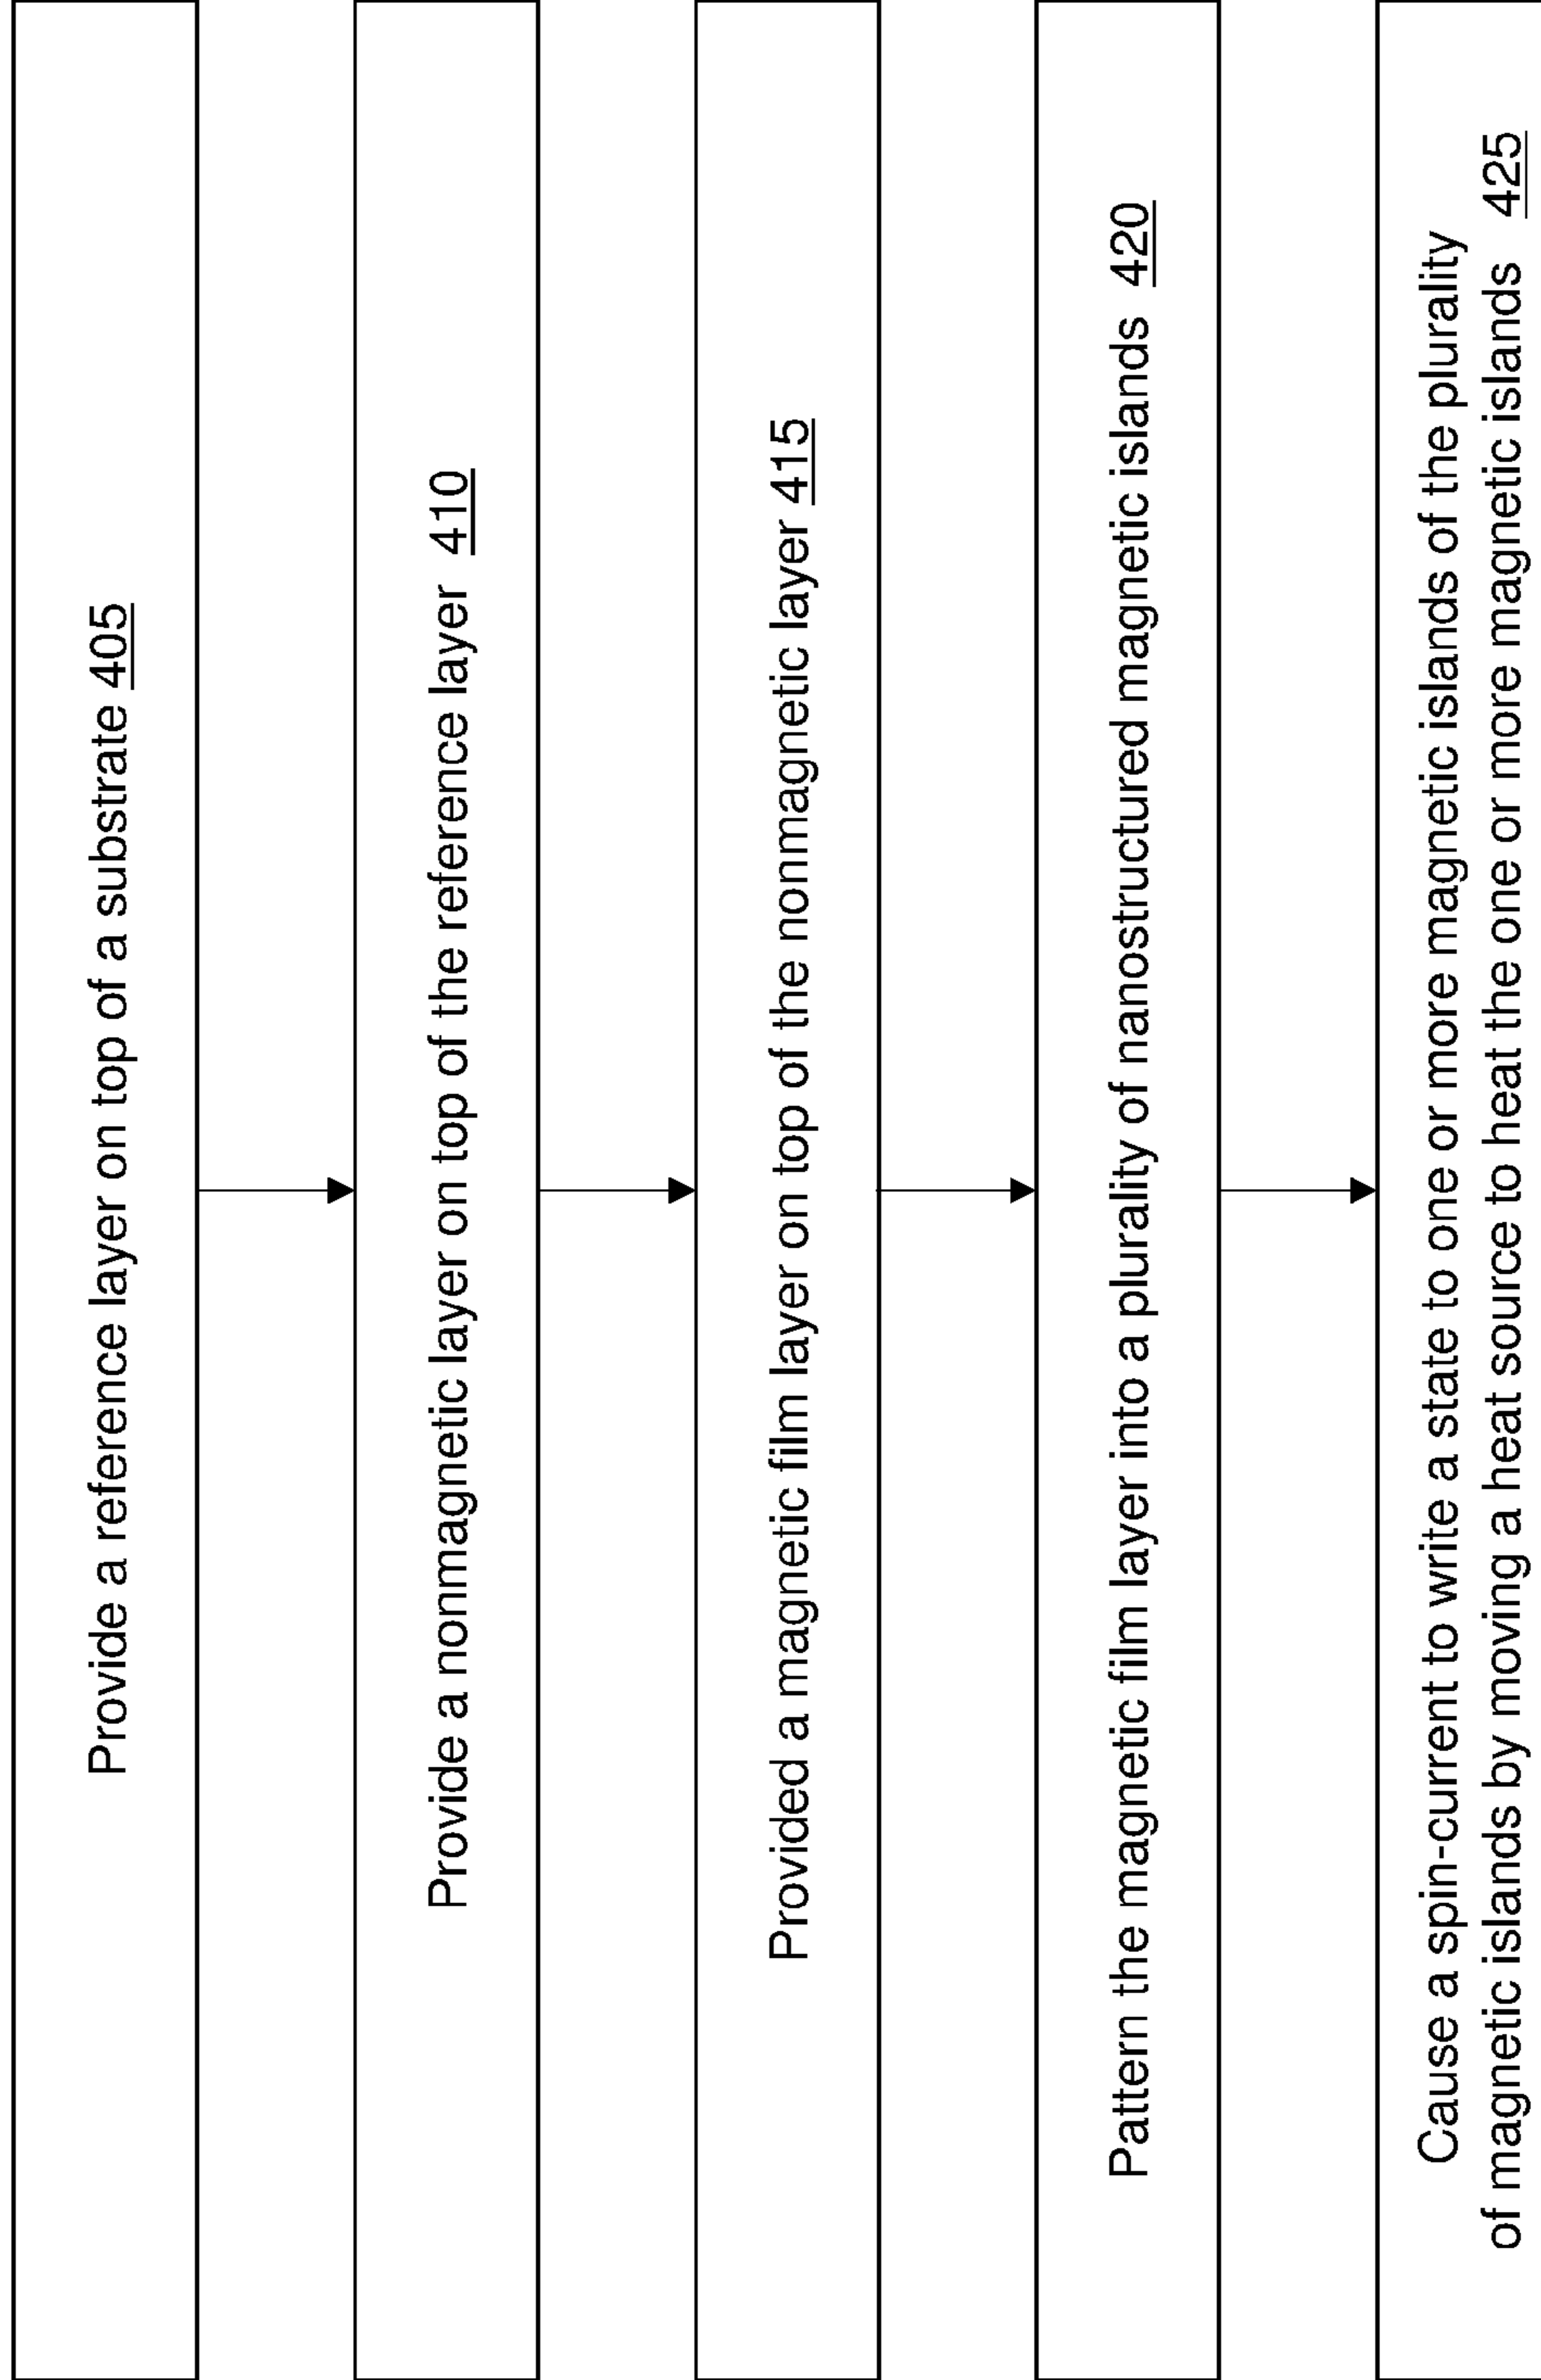 Provide a reference layer on top of a substrate 405
Provide a nonmagnetic layer on top of the reference layer 410
Provided a magnetic film layer on top of the nonmagnetic layer 415
Pattern the magnetic film layer into a plurality of nanostructured magnetic islands 420
Cause a spin-current to write a state to one or more magnetic islands of the plurality
of magnetic islands by moving a heat source to heat the one or more magnetic islands 425